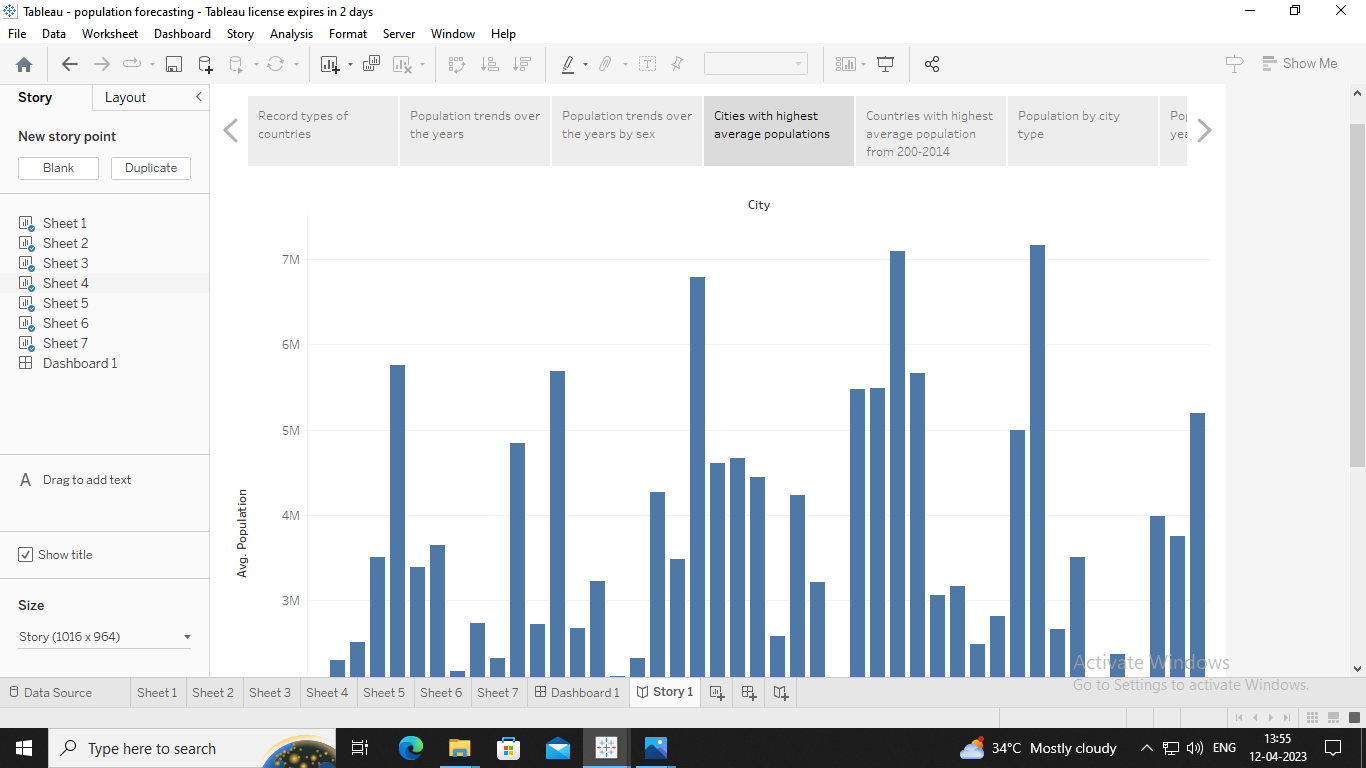 Tableau - population forecasting - Tableau license expires in 2 days
File Data Worksheet Dashboard Story Analysis Format Server Window Help
Show Me
Story Layout
New story point
Blank Duplicate
Sheet 1
Sheet 2
Sheet 3
Sheet 4
Sheet 5
Sheet 6
Sheet 7
Dashboard 1
A Drag to add text
Show title
Size
Story (1016 x 964)
Record types of
countries
Population trends over
the years
Population trends over
the years by sex
Cities with highest
average populations
Countries with highest
average population
from 200-2014
Population by city
type
City
7M
6M
5M
4M
3M
Avg. Population
Activate Windows
Go to Settings to activate Windows.
Data Source Sheet 1 Sheet 2 Sheet 3 Sheet 4 Sheet 5 Sheet 6 Sheet 7 Dashboard 1 Story 1
Type here to search
34°C Mostly cloudy
ENG
13:55
12-04-2023